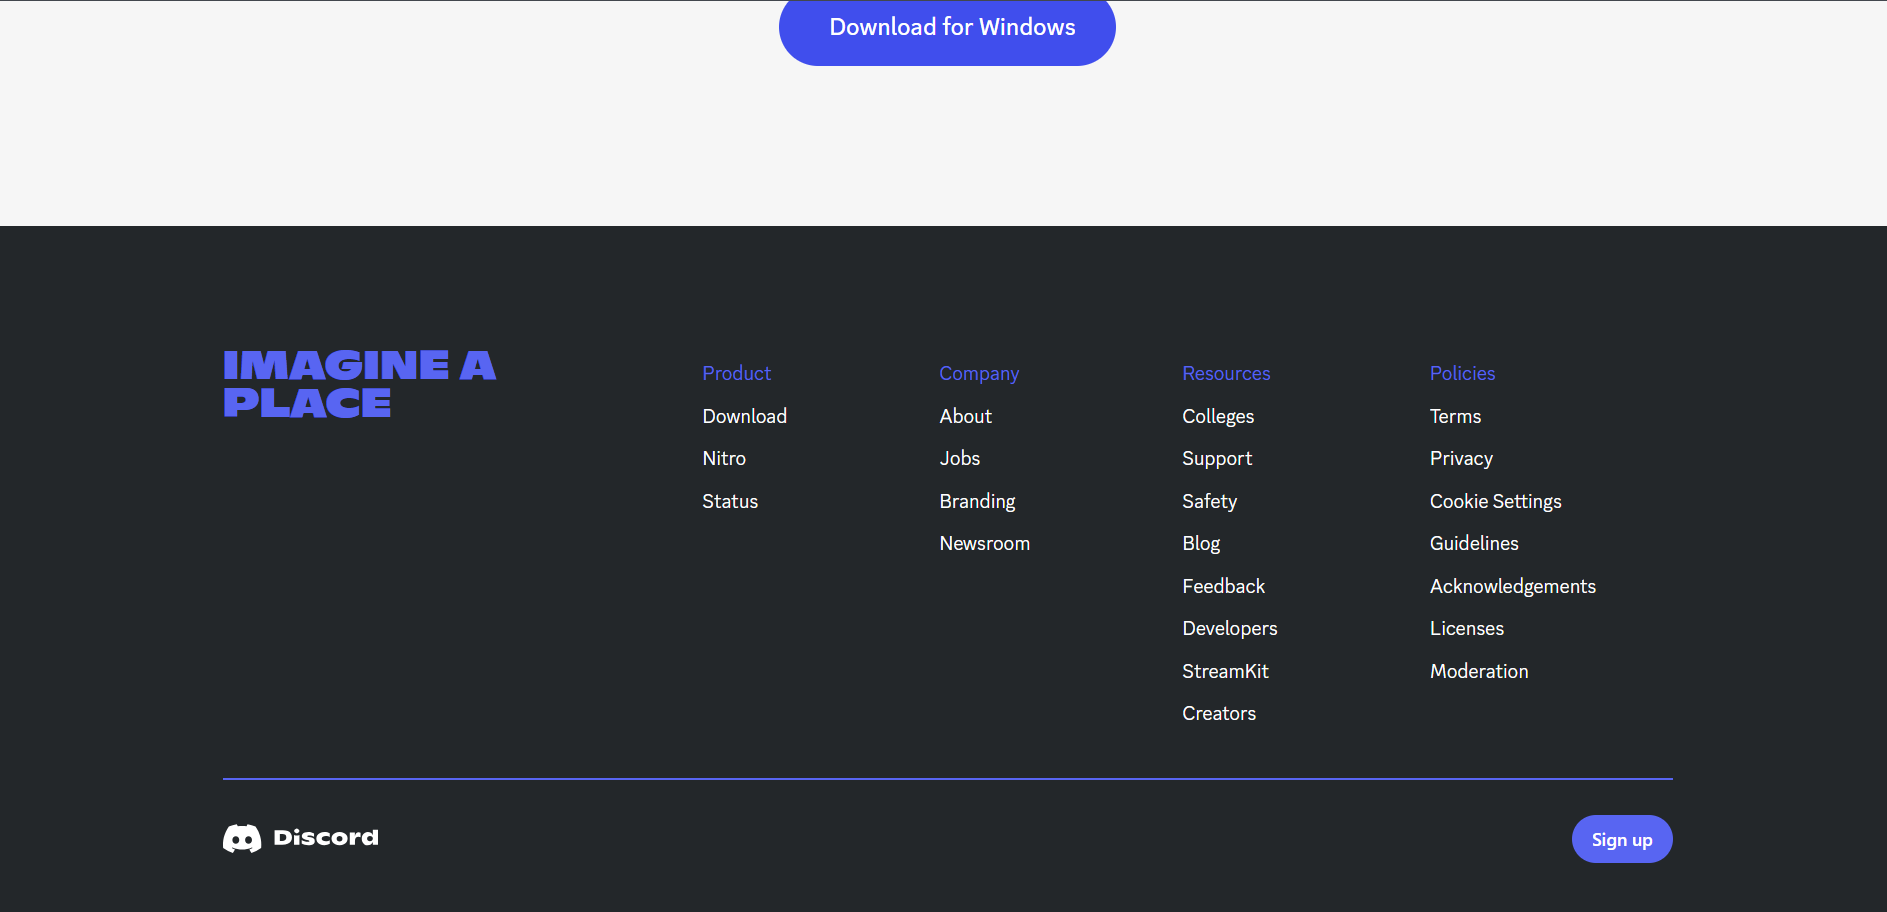 Download for Windows
IMAGINE A
PLACE
Product
Download
Nitro
Status
Company
About
Jobs
Branding
Newsroom
Resources
Colleges
Support
Safety
Blog
Feedback
Developers
StreamKit
Creators
Policies
Terms
Privacy
Cookie Settings
Guidelines
Acknowledgements
Licenses
Moderation
Discord
Sign up